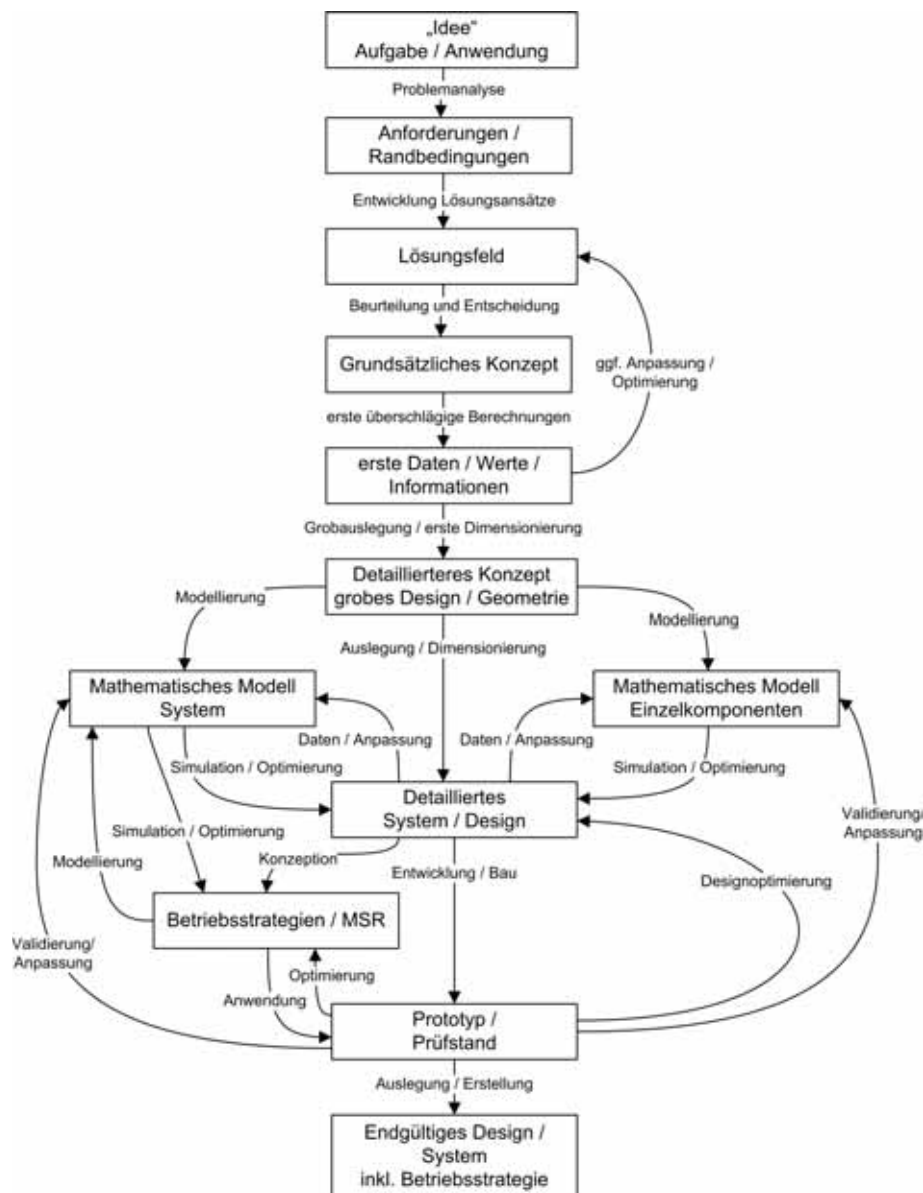 „Idee“
Aufgabe / Anwendung
Problemanalyse
Anforderungen /
Randbedingungen
Entwicklung Lösungsansätze
Lösungsfeld
Beurteilung und Entscheidung
Grundsätzliches Konzept
ggf. Anpassung /
Optimierung
erste überschlägige Berechnungen
erste Daten / Werte /
Informationen
Grobauslegung / erste Dimensionierung
Detaillierteres Konzept
grobes Design / Geometrie
Modellierung
Modellierung
Auslegung / Dimensionierung
Mathematisches Modell
System
Mathematisches Modell
Einzelkomponenten
Daten / Anpassung
Daten / Anpassung
Simulation / Optimierung
Simulation / Optimierung
Detailliertes
System / Design
Validierung/
Anpassung
Simulation / Optimierung
Modellierung
Konzeption
Entwicklung / Bau
Designoptimierung
Betriebsstrategien / MSR
Validierung/
Anpassung
Optimierung
Anwendung
Prototyp /
Prüfstand
Auslegung / Erstellung
Endgültiges Design /
System
inkl. Betriebsstrategie